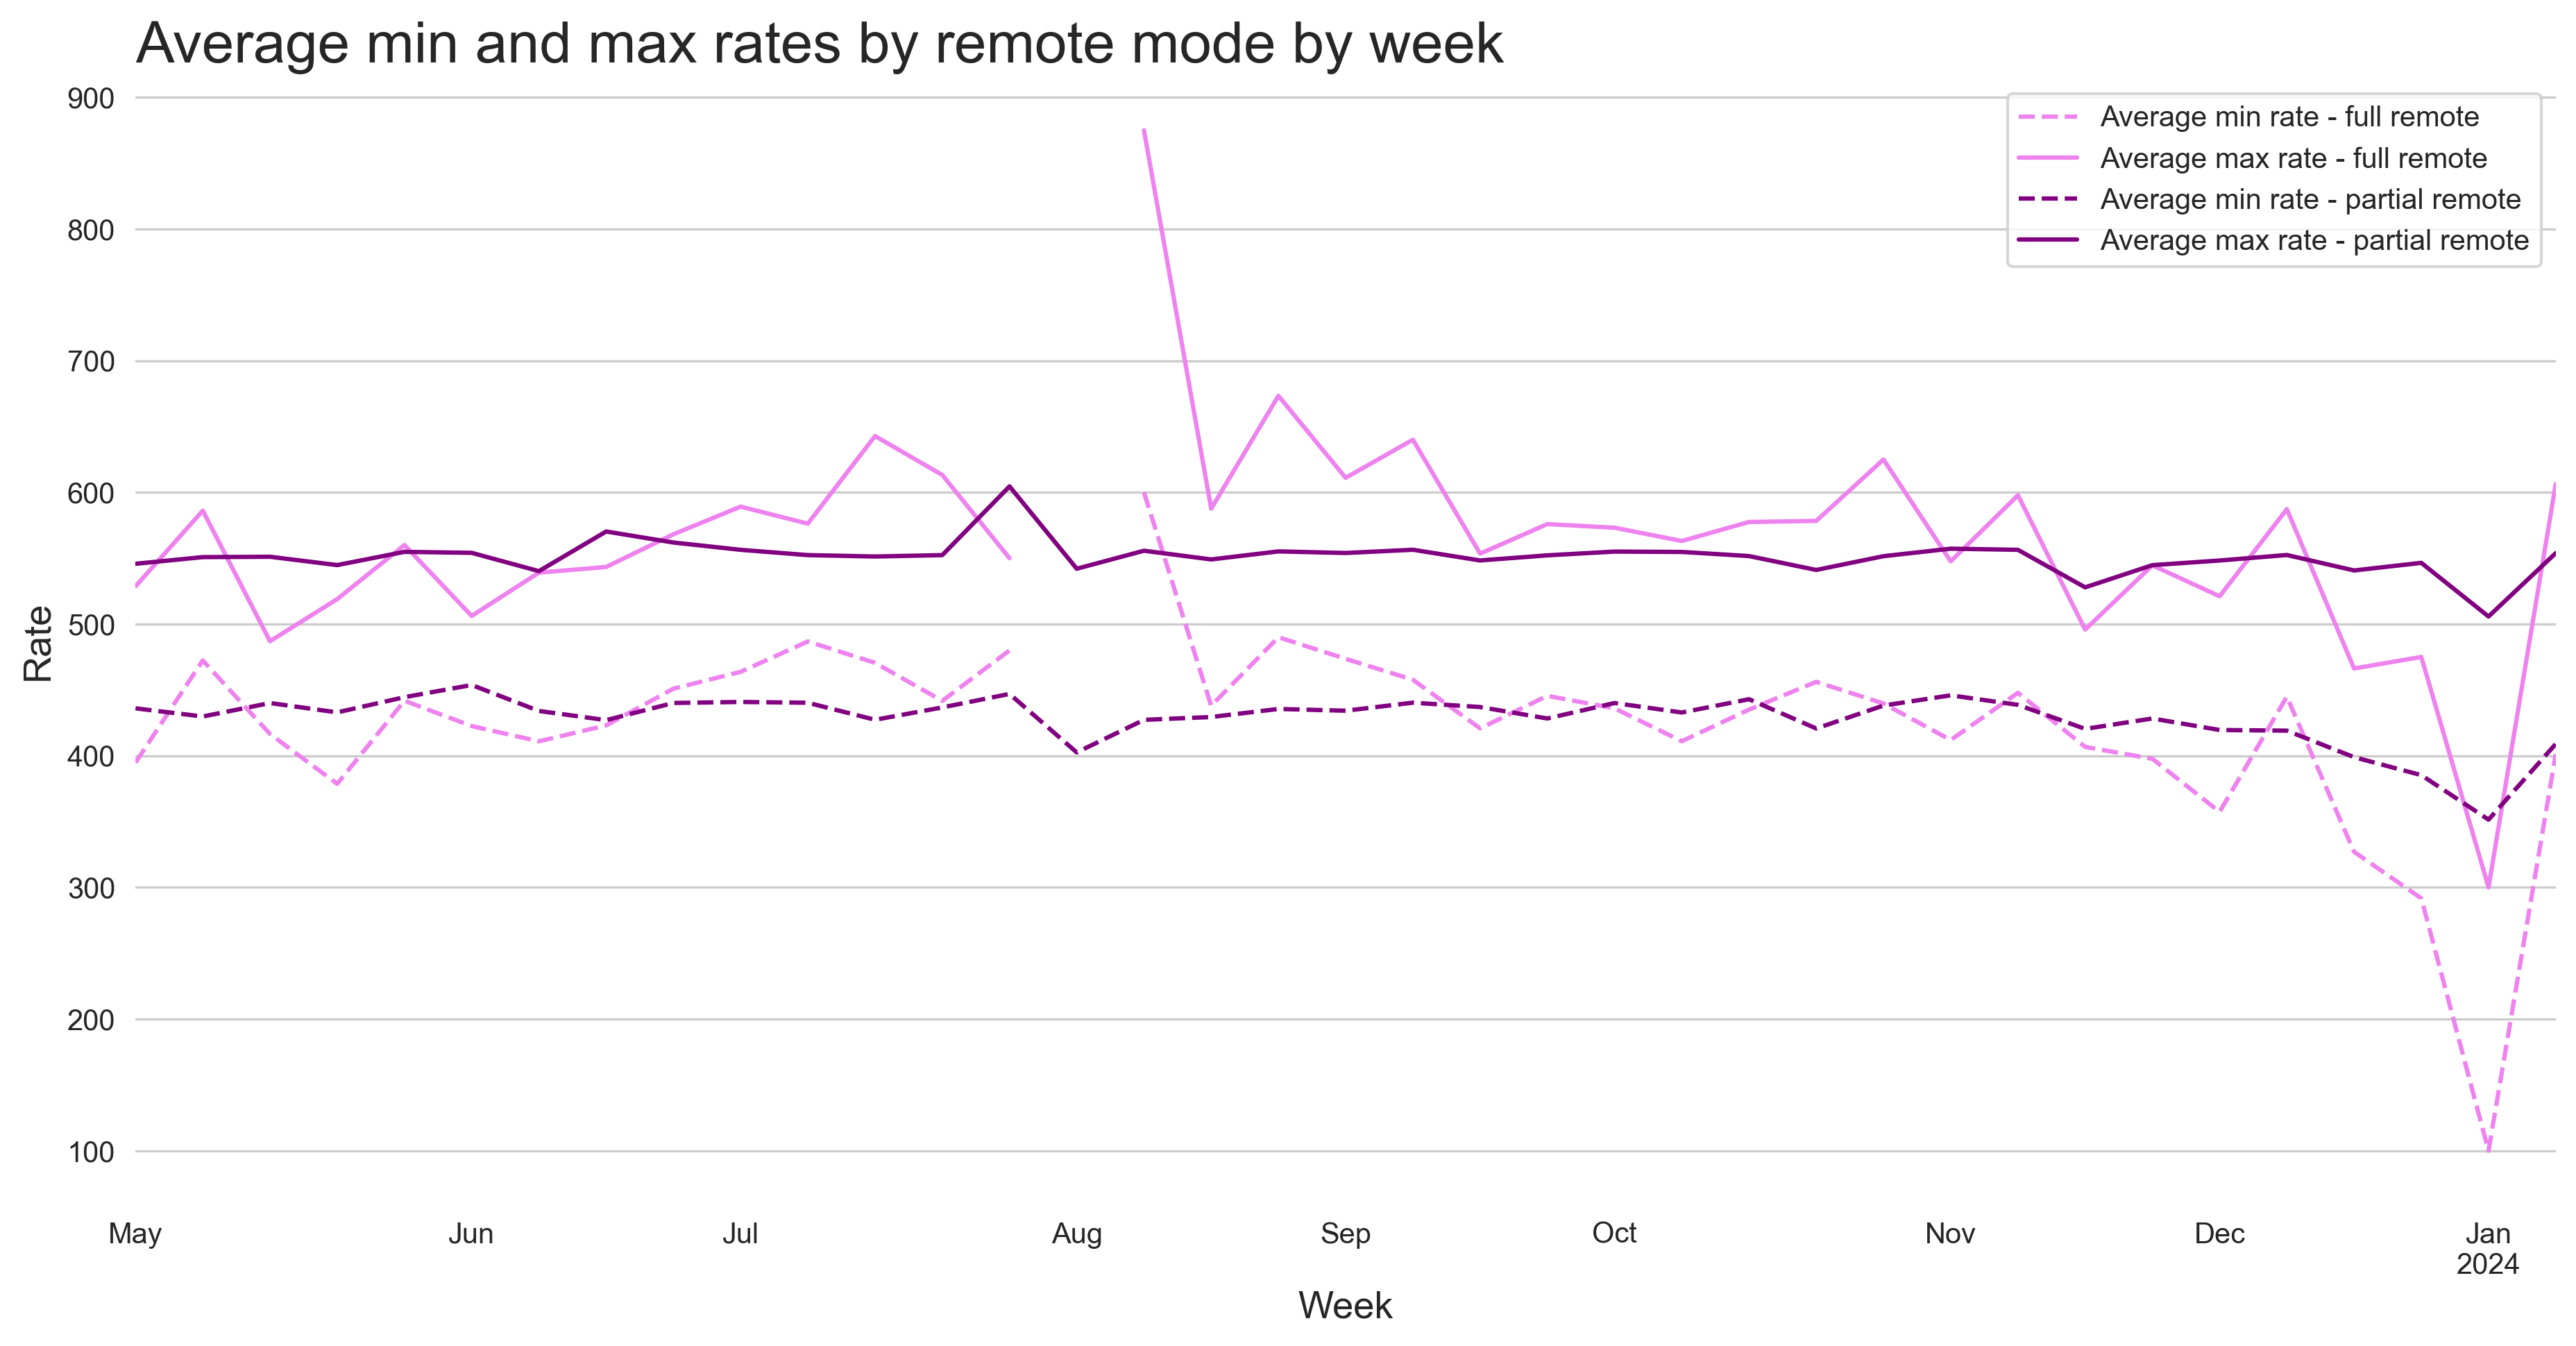 Average min and max rates by remote mode by week
900
800
700
600
500
400
300
200
100
Rate
Average min rate - full remote
Average max rate - full remote
Average min rate - partial remote
Average max rate - partial remote
May
Jun
Jul
Aug
Sep
Oct
Nov
Dec
Jan
2024
Week